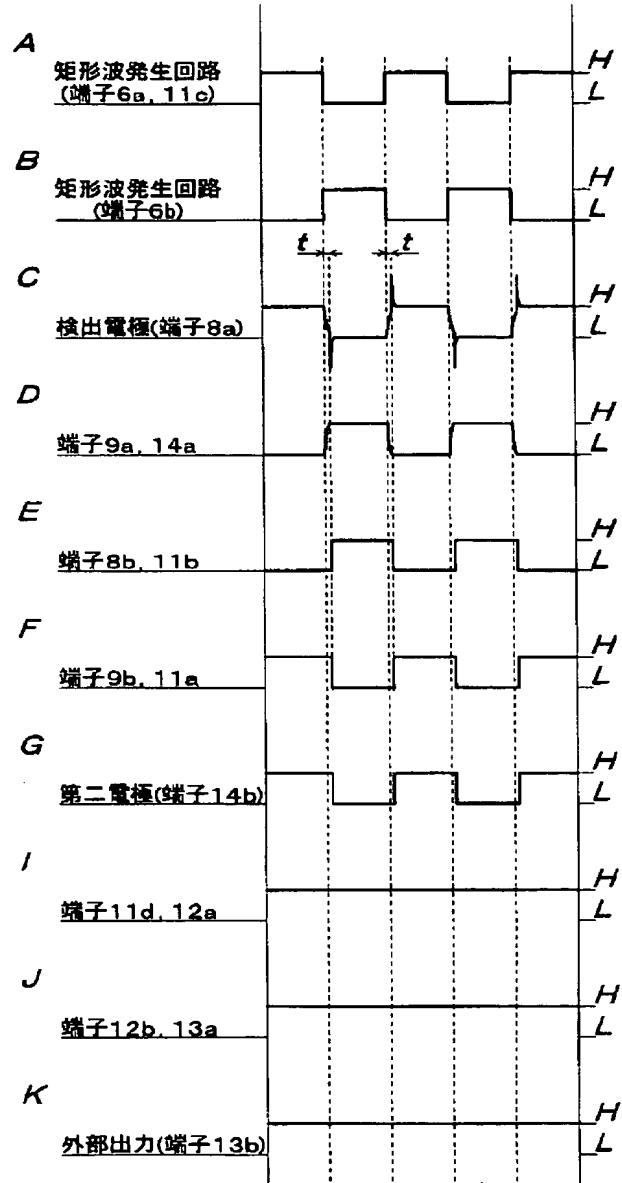 A
矩形波発生回路 H
(端子6a, 11c) L
B
矩形波発生回路 H
(端子6b) L
t t
C
H
検出電極(端子8a) L
D
H
端子9a, 14a L
E
H
端子8b, 11b L
F
H
端子9b, 11a L
G
H
第二電極(端子14b) L
I
H
端子11d, 12a L
J
H
端子12b, 13a L
K
H
外部出力(端子13b) L